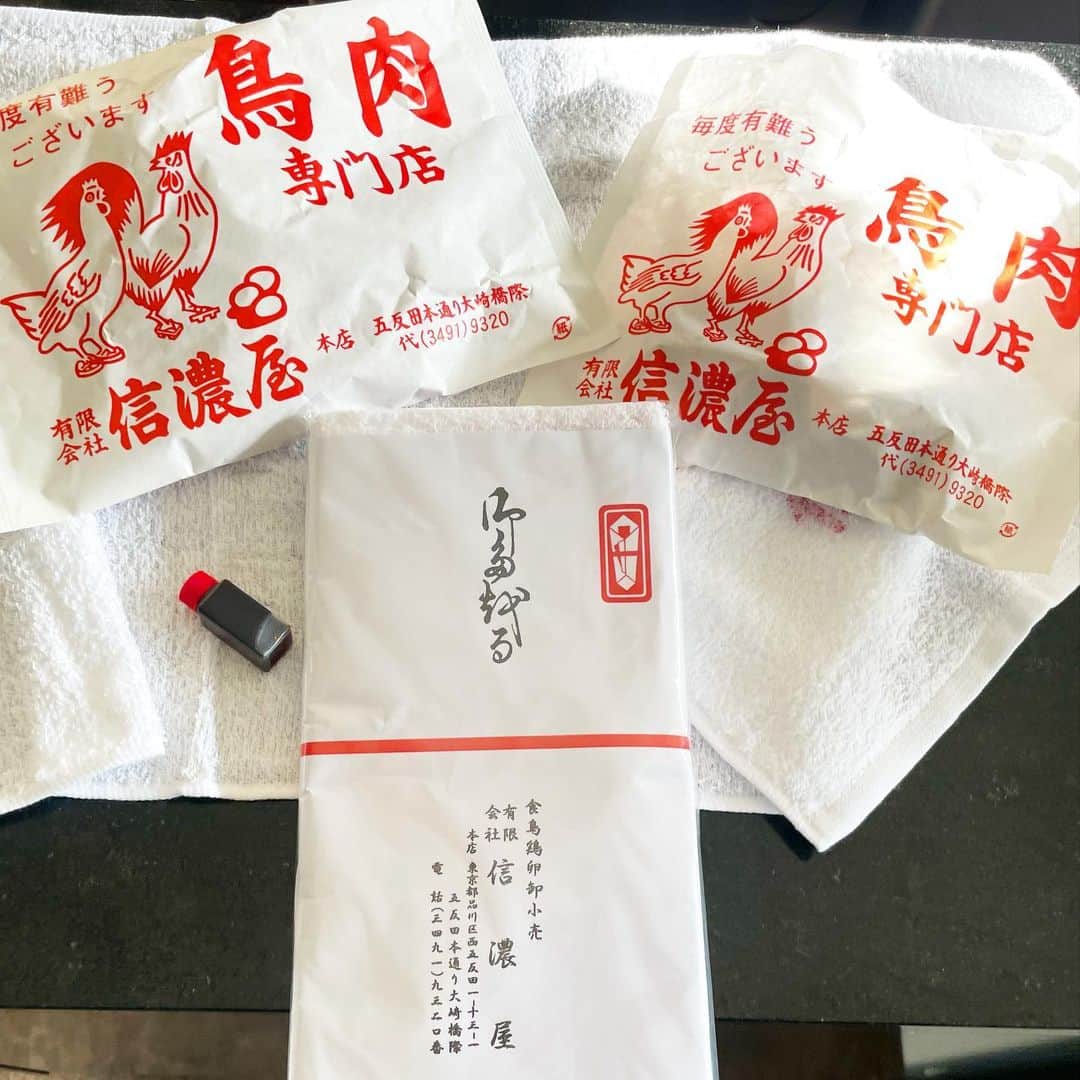 度有難う
ございます
鳥肉
専門店
本店 五反田本通り大崎橋際
代(3491)9320
有限
会社
信濃屋
紙
毎度有難う
ございます
鳥肉
専門店
有限
会社
信濃屋
本店 五反田本通り大崎橋際
代(3491)9320
紙
御多越る
食鳥鶏卵卸小売
有限
会社
信濃屋
本店 東京都品川区西五反田一-十三-一
五反田本通り大崎橋際
電話(三四九一)九三二〇番